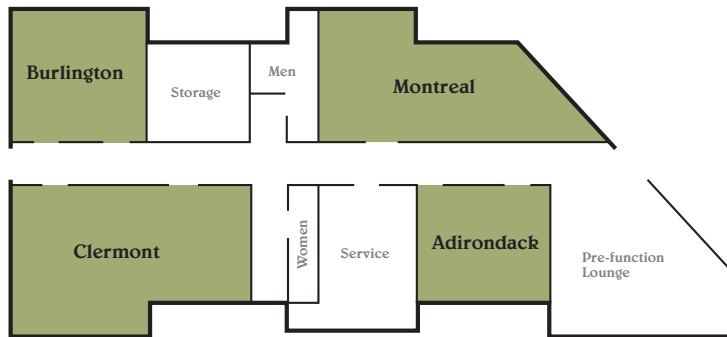 Burlington
Storage
Men
Montreal
Clermont
Women
Service
Adirondack
Pre-function
Lounge